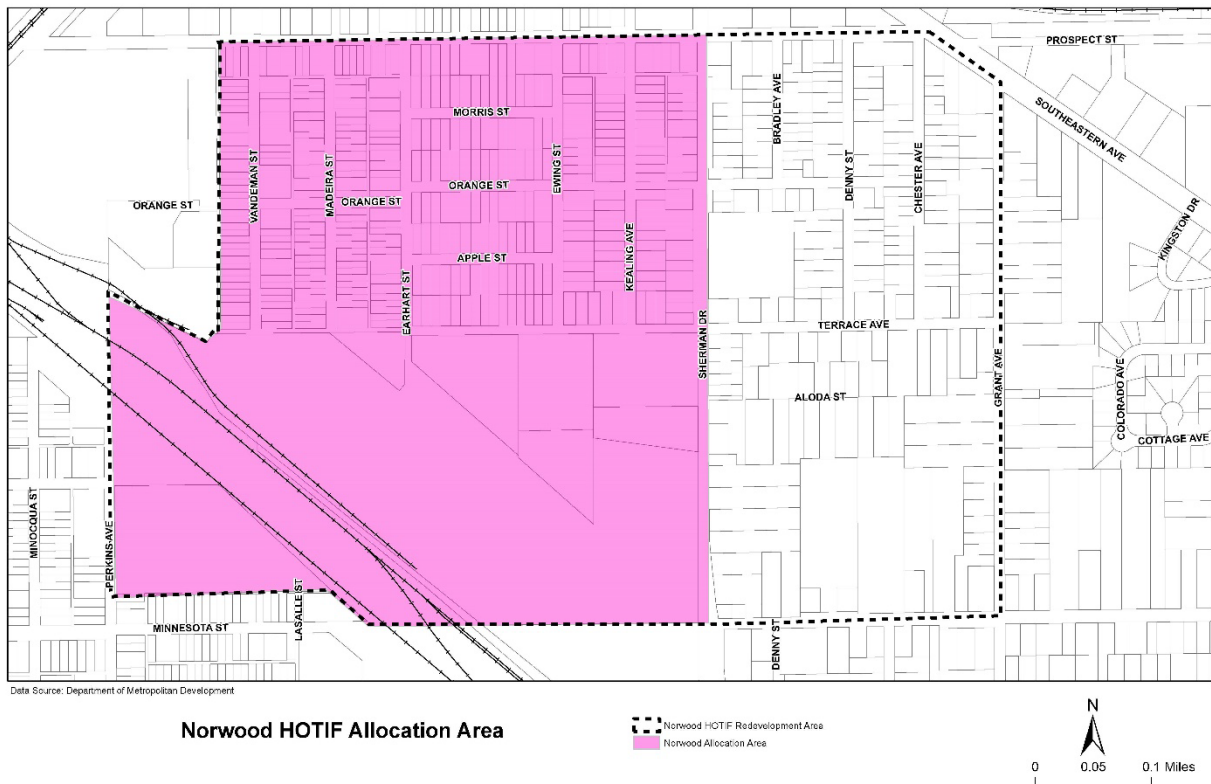 PROSPECT ST
SOUTHEASTERN AVE
BRADLEY AVE
MORRIS ST
VANDEMAN ST
MADEIRA ST
EWING ST
DENNY ST
CHESTER AVE
ORANGE ST
ORANGE ST
ORANGE ST
KINGSTON DR
KEALING AVE
APPLE ST
EARHART ST
SHERMAN DR
TERRACE AVE
GRANT AVE
ALODA ST
COLORADO AVE
COTTAGE AVE
MINOCQUA ST
PERKINS AVE
LASALLE ST
MINNESOTA ST
DENNY ST
Data Source: Department of Metropolitan Development
Norwood HOTIF Allocation Area
Norwood HOTIF Redevelopment Area
Norwood Allocation Area
N
0 0.05 0.1 Miles